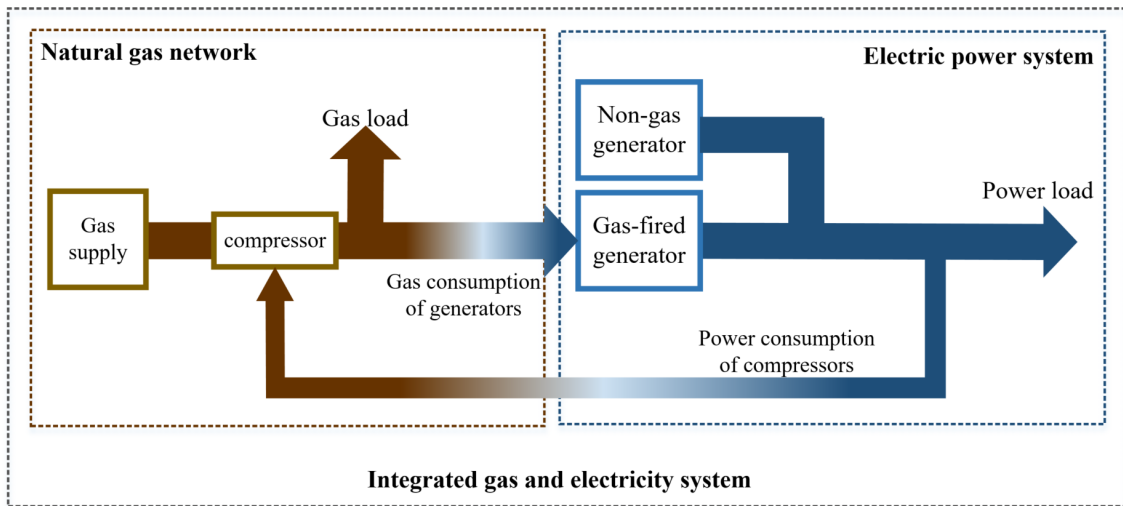 Natural gas network
Electric power system
Gas load
Non-gas
generator
Power load
Gas
supply
compressor
Gas-fired
generator
Gas consumption
of generators
Power consumption
of compressors
Integrated gas and electricity system